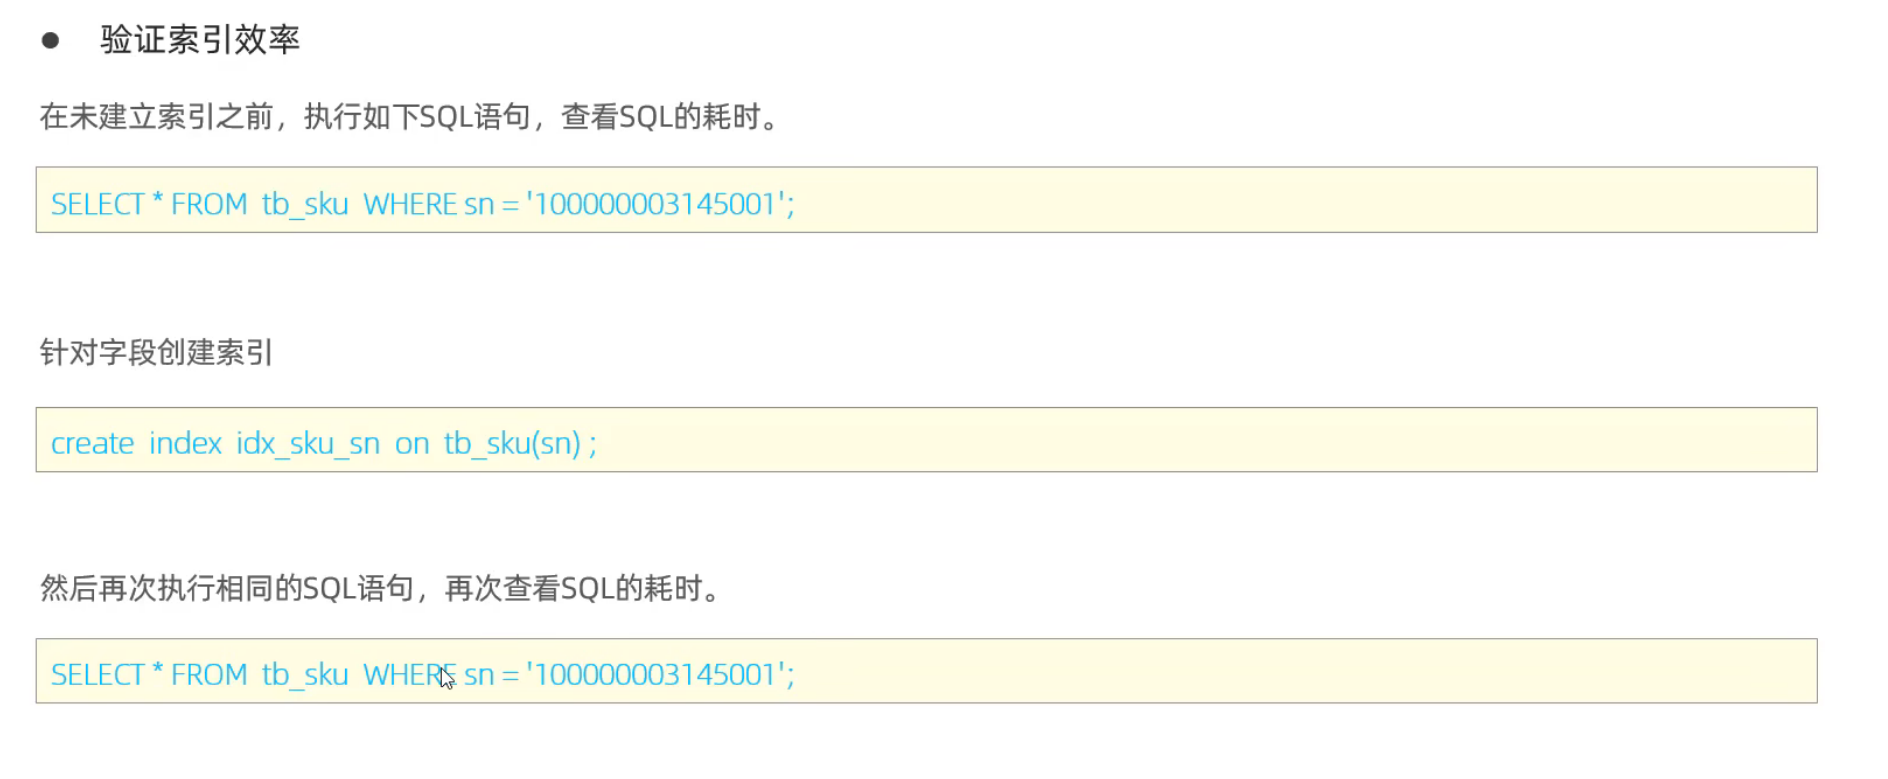 ● 验证索引效率
在未建立索引之前，执行如下SQL语句，查看SQL的耗时。
SELECT * FROM tb_sku WHERE sn = '100000003145001';
针对字段创建索引
create index idx_sku_sn on tb_sku(sn) ;
然后再次执行相同的SQL语句，再次查看SQL的耗时。
SELECT * FROM tb_sku WHERE sn = '100000003145001';